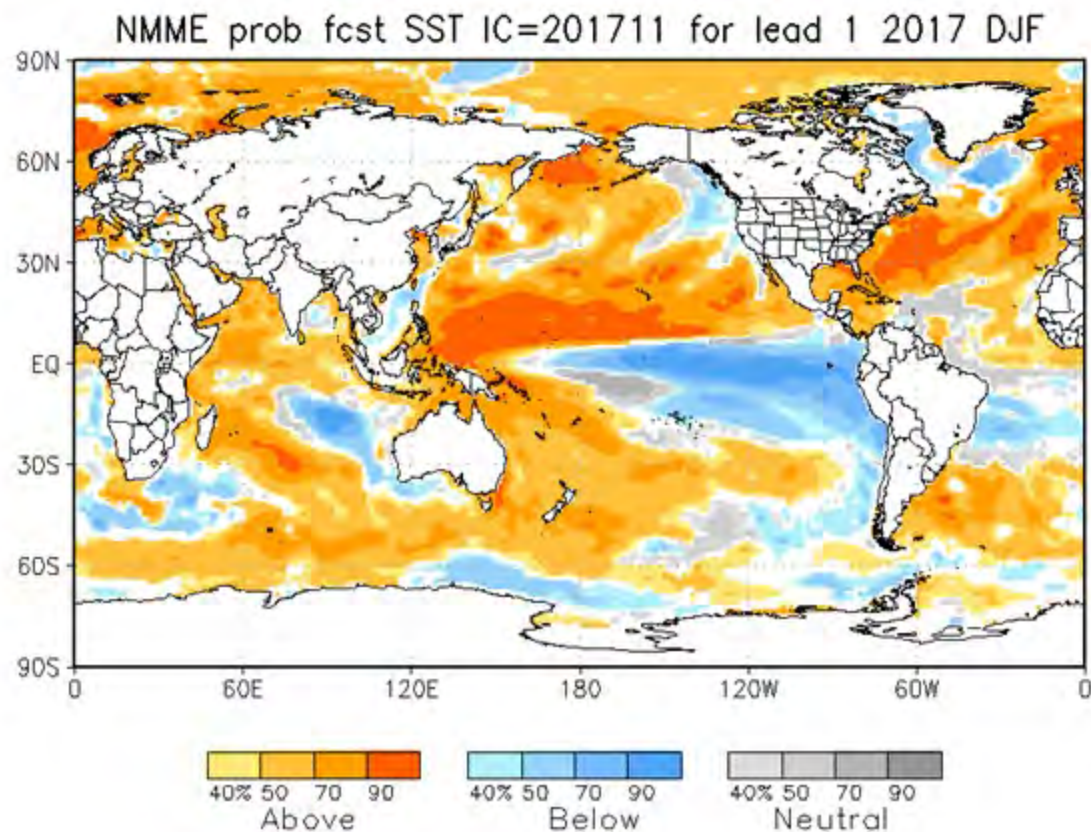 NMME prob fcst SST IC=201711 for lead 1 2017 DJF
90N
60N
30N
EQ
30S
60S
90S
0 60E 120E 180 120W 60W 0
40% 50 70 90 40% 50 70 90 40% 50 70 90
Above Below Neutral